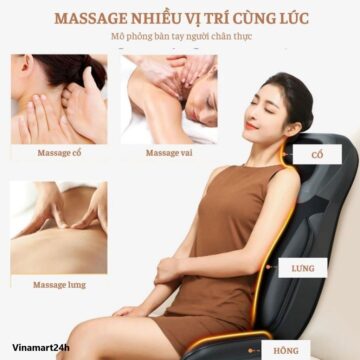 MASSAGE NHIỀU VỊ TRÍ CÙNG LÚC
Mô phỏng bàn tay người chân thực
Massage cổ
Massage vai
CỔ
Massage lưng
LƯNG
HÔNG
Vinamart24h